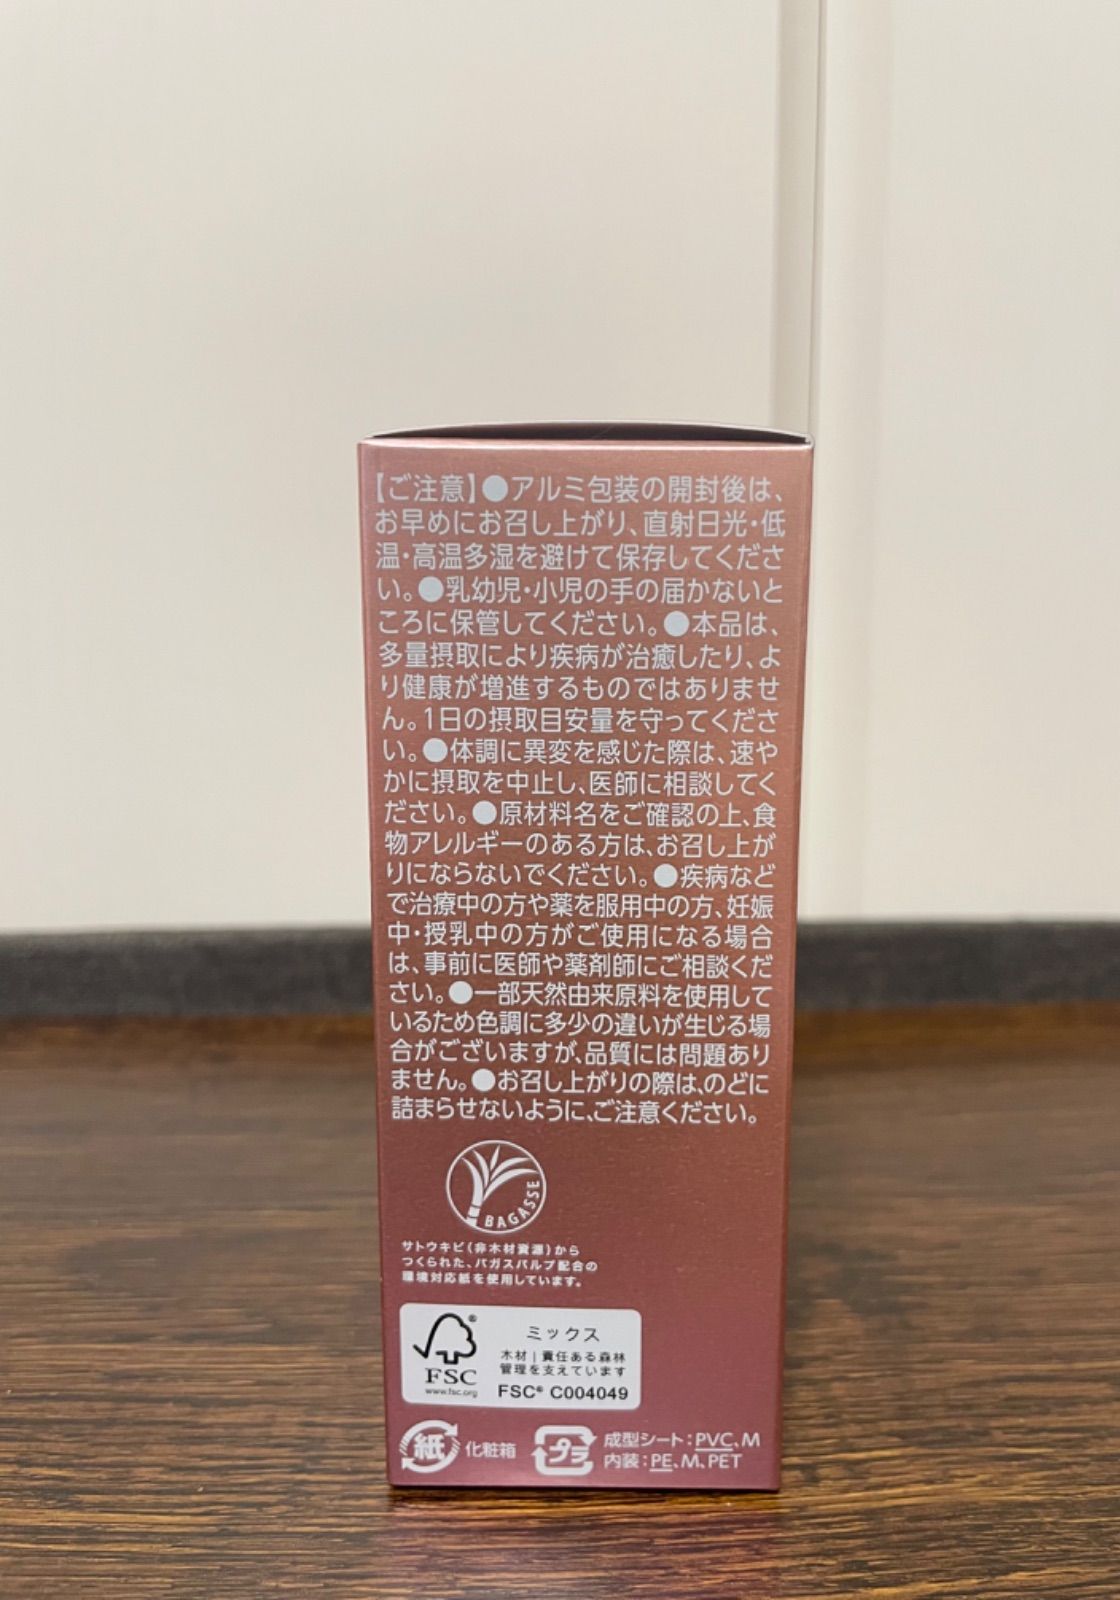 【ご注意】●アルミ包装の開封後は、
お早めにお召し上がり、直射日光・低
温・高温多湿を避けて保存してくださ
い。●乳幼児・小児の手の届かないと
ころに保管してください。●本品は、
多量摂取により疾病が治癒したり、よ
り健康が増進するものではありませ
ん。1日の摂取目安量を守ってくださ
い。●体調に異変を感じた際は、速や
かに摂取を中止し、医師に相談してく
ださい。●原材料名をご確認の上、食
物アレルギーのある方は、お召し上が
りにならないでください。●疾病など
で治療中の方や薬を服用中の方、妊娠
中・授乳中の方がご使用になる場合
は、事前に医師や薬剤師にご相談くだ
さい。●一部天然由来原料を使用して
いるため色調に多少の違いが生じる場
合がございますが、品質には問題あり
ません。●お召し上がりの際は、のどに
詰まらせないように、ご注意ください。
BAGASSE
サトウキビ(非木材資源)から
つくられた、バガスパルプ配合の
環境対応紙を使用しています。
FSC®
www.fsc.org
ミックス
木材|責任ある森林
管理を支えています
FSC® C004049
紙 化粧箱
プラ 成型シート:PVC、M
内装:PE、M、PET